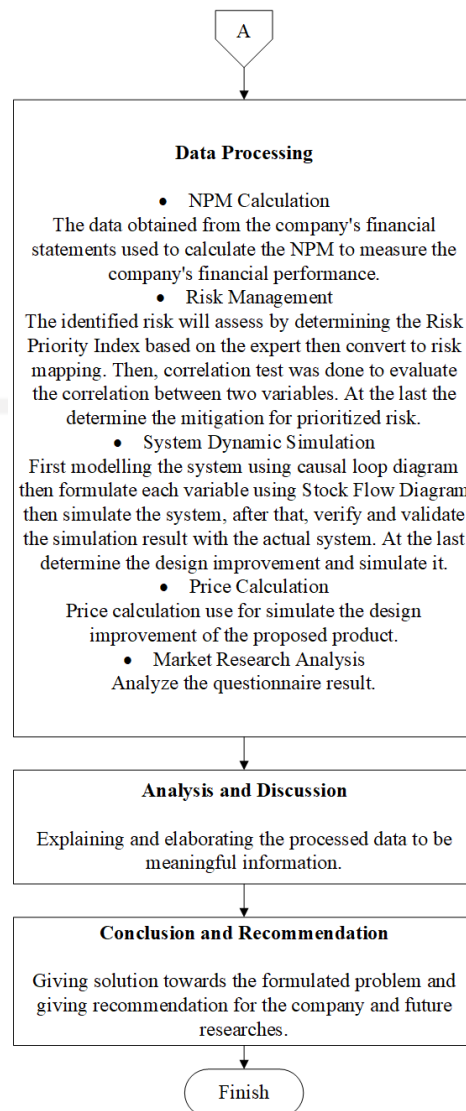 A
Data Processing
• NPM Calculation
The data obtained from the company's financial
statements used to calculate the NPM to measure the
company's financial performance.
• Risk Management
The identified risk will assess by determining the Risk
Priority Index based on the expert then convert to risk
mapping. Then, correlation test was done to evaluate
the correlation between two variables. At the last the
determine the mitigation for prioritized risk.
• System Dynamic Simulation
First modelling the system using causal loop diagram
then formulate each variable using Stock Flow Diagram
then simulate the system, after that, verify and validate
the simulation result with the actual system. At the last
determine the design improvement and simulate it.
• Price Calculation
Price calculation use for simulate the design
improvement of the proposed product.
• Market Research Analysis
Analyze the questionnaire result.
Analysis and Discussion
Explaining and elaborating the processed data to be
meaningful information.
Conclusion and Recommendation
Giving solution towards the formulated problem and
giving recommendation for the company and future
researches.
Finish